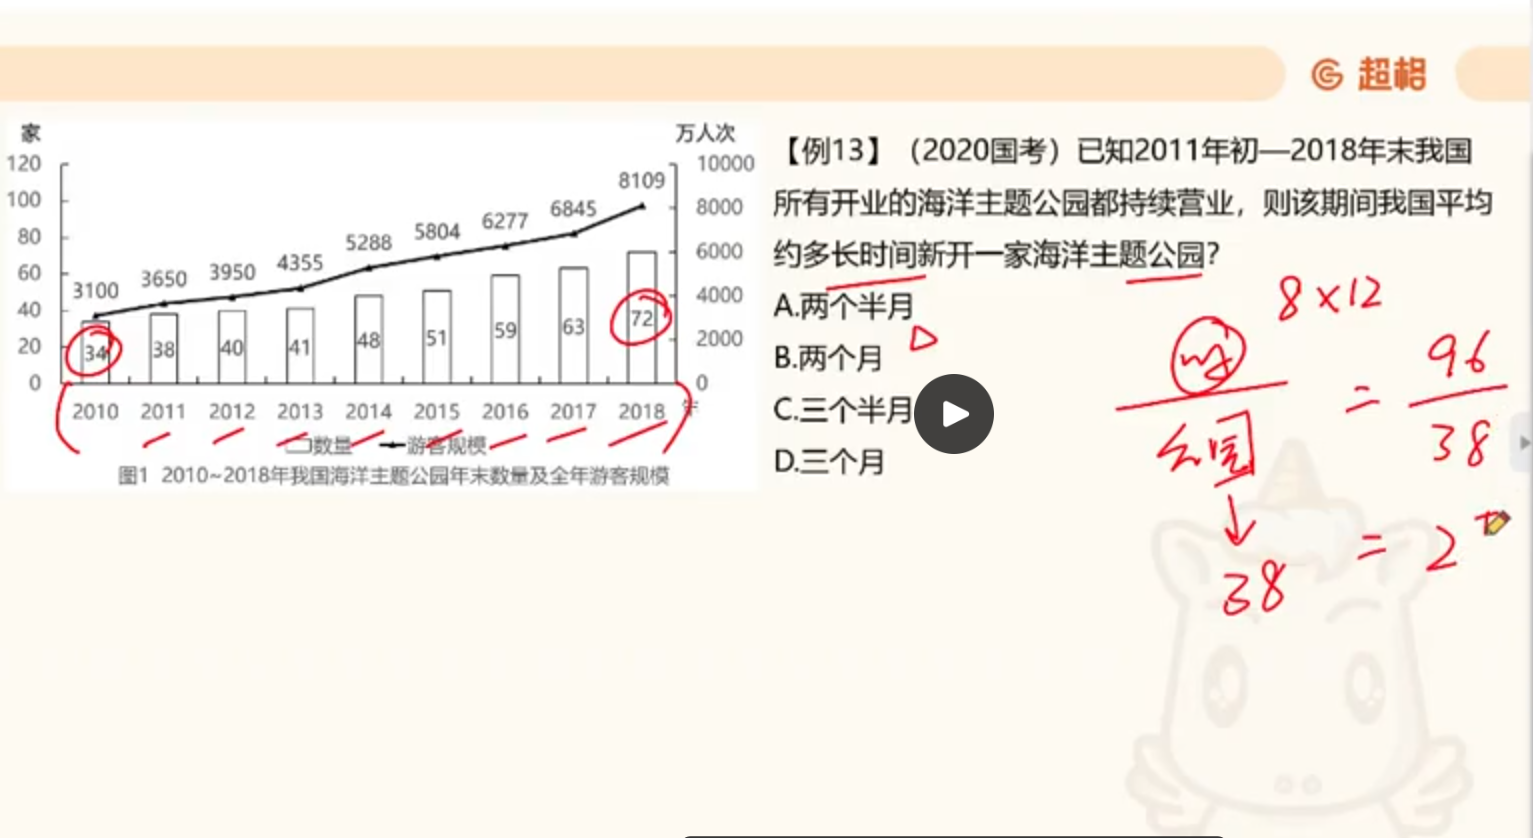 超格
家
万人次
120
100
80
60
40
20
0
10000
8000
6000
4000
2000
0
3100 3650 3950 4355 5288 5804 6277 6845 8109
34 38 40 41 48 51 59 63 72
2010 2011 2012 2013 2014 2015 2016 2017 2018 年
数量 游客规模
图1 2010~2018年我国海洋主题公园年末数量及全年游客规模
【例13】（2020国考）已知2011年初—2018年末我国
所有开业的海洋主题公园都持续营业，则该期间我国平均
约多长时间新开一家海洋主题公园？
A.两个半月
B.两个月
C.三个半月
D.三个月
8×12
公园
38
= 96
38
= 2